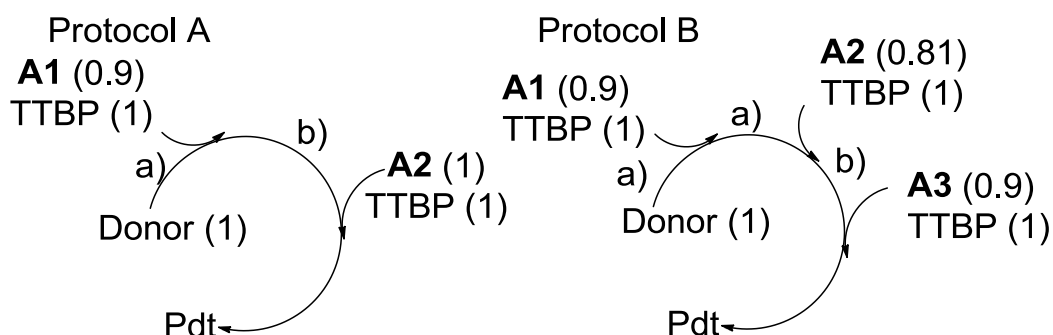 Protocol A
A1 (0.9)
TTBP (1)
a)
b)
A2 (1)
TTBP (1)
Donor (1)
Pdt
Protocol B
A1 (0.9)
TTBP (1)
a)
a)
A2 (0.81)
TTBP (1)
b)
A3 (0.9)
TTBP (1)
Donor (1)
Pdt